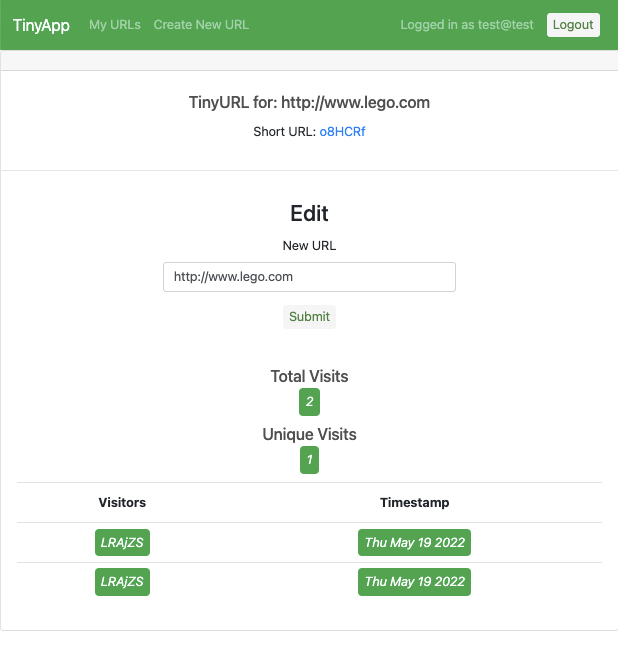 TinyApp My URLs Create New URL Logged in as test@test Logout
TinyURL for: http://www.lego.com
Short URL: o8HCRf
Edit
New URL
http://www.lego.com
Submit
Total Visits
2
Unique Visits
1
Visitors Timestamp
LRAjZS Thu May 19 2022
LRAjZS Thu May 19 2022